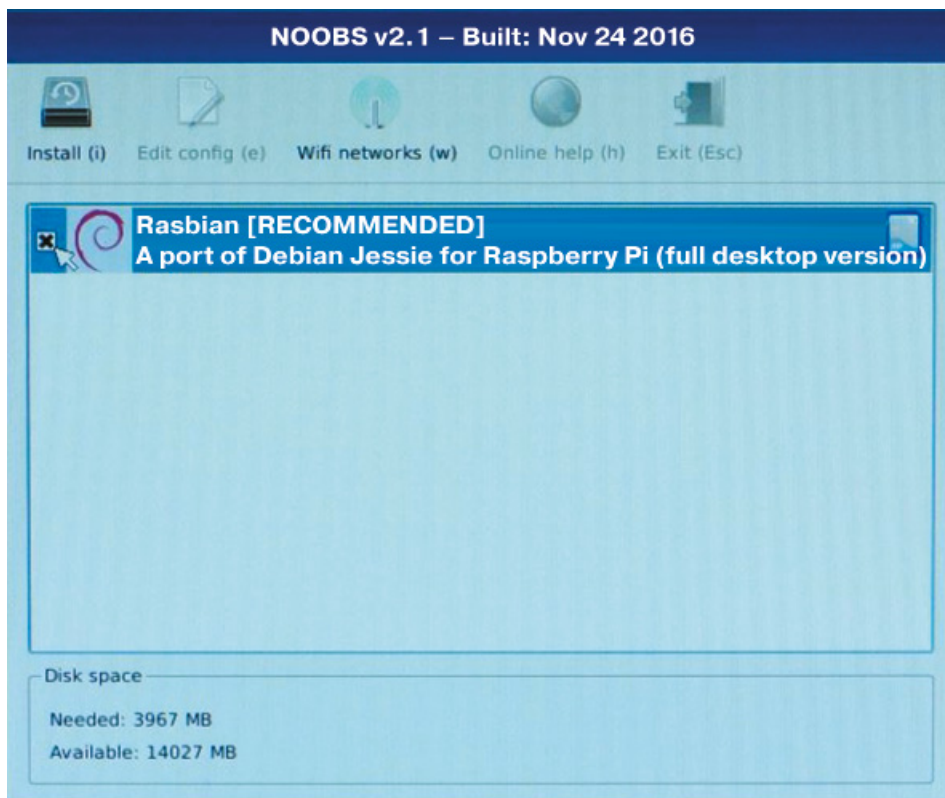 NOOBS v2.1 – Built: Nov 24 2016
Install (i) Edit config (e) Wifi networks (w) Online help (h) Exit (Esc)
Rasbian [RECOMMENDED]
A port of Debian Jessie for Raspberry Pi (full desktop version)
Disk space
Needed: 3967 MB
Available: 14027 MB